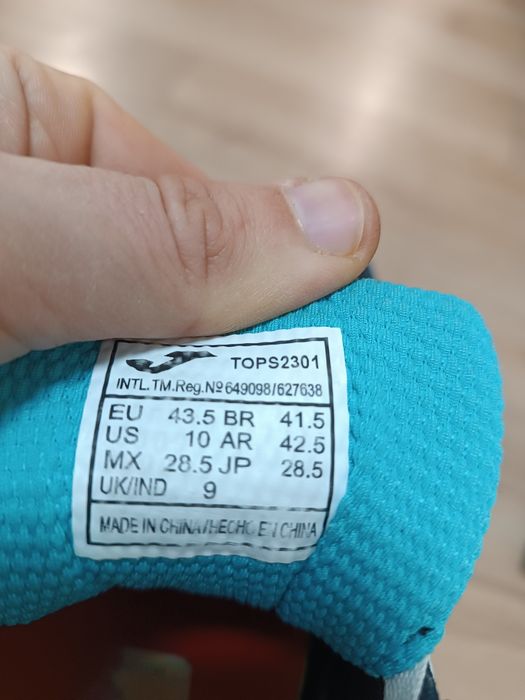 TOPS2301
INTL.T.M.Reg.Nº649098/627638
EU 43.5 BR 41.5
US 10 AR 42.5
MX 28.5 JP 28.5
UK/IND 9
MADE IN CHINA/HECHO EN CHINA